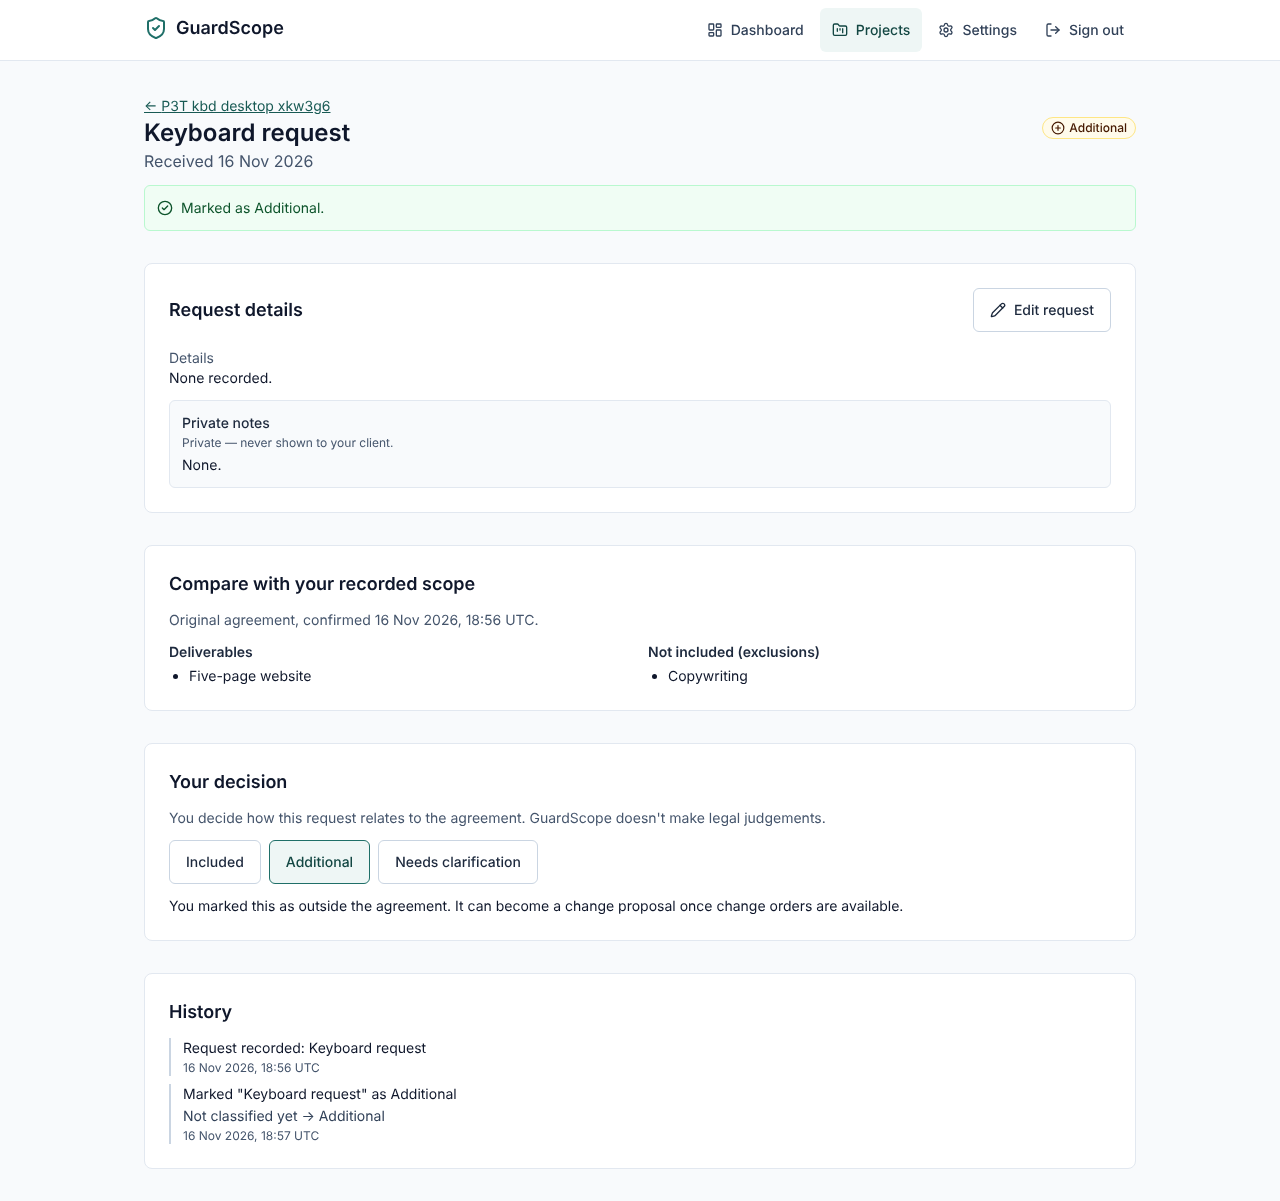 GuardScope
Dashboard
Projects
Settings
Sign out
← P3T kbd desktop xkw3g6
Keyboard request
Additional
Received 16 Nov 2026
Marked as Additional.
Request details
Edit request
Details
None recorded.
Private notes
Private — never shown to your client.
None.
Compare with your recorded scope
Original agreement, confirmed 16 Nov 2026, 18:56 UTC.
Deliverables
• Five-page website
Not included (exclusions)
• Copywriting
Your decision
You decide how this request relates to the agreement. GuardScope doesn't make legal judgements.
Included
Additional
Needs clarification
You marked this as outside the agreement. It can become a change proposal once change orders are available.
History
Request recorded: Keyboard request
16 Nov 2026, 18:56 UTC
Marked "Keyboard request" as Additional
Not classified yet → Additional
16 Nov 2026, 18:57 UTC